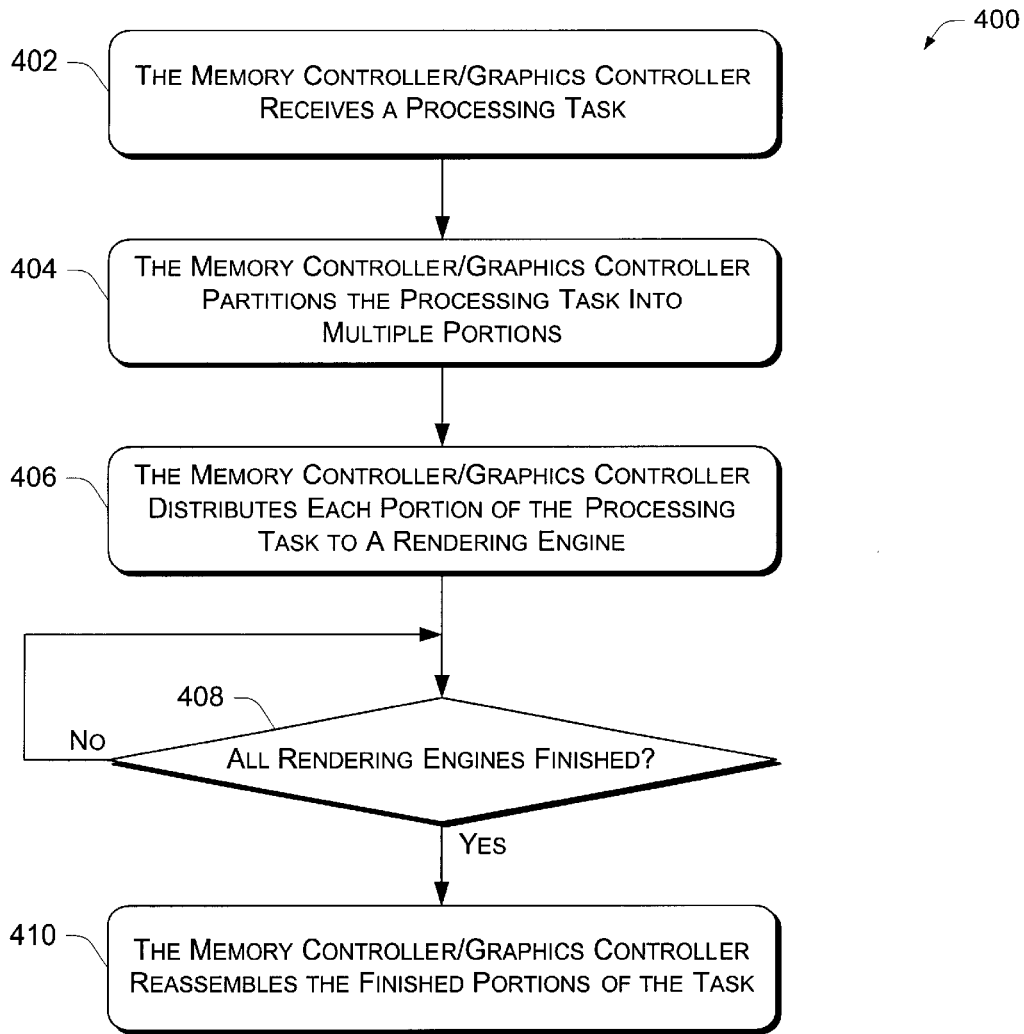 400
402
THE MEMORY CONTROLLER/GRAPHICS CONTROLLER
RECEIVES A PROCESSING TASK
404
THE MEMORY CONTROLLER/GRAPHICS CONTROLLER
PARTITIONS THE PROCESSING TASK INTO
MULTIPLE PORTIONS
406
THE MEMORY CONTROLLER/GRAPHICS CONTROLLER
DISTRIBUTES EACH PORTION OF THE PROCESSING
TASK TO A RENDERING ENGINE
408
NO
ALL RENDERING ENGINES FINISHED?
YES
410
THE MEMORY CONTROLLER/GRAPHICS CONTROLLER
REASSEMBLES THE FINISHED PORTIONS OF THE TASK